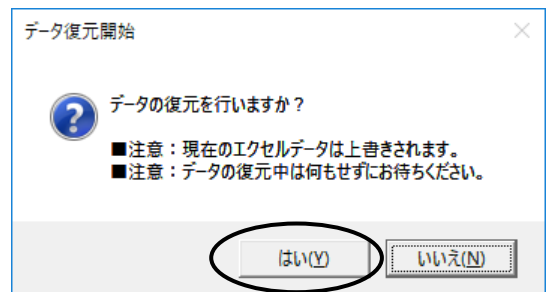 データ復元開始
データの復元を行いますか？
■注意：現在のエクセルデータは上書きされます。
■注意：データの復元中は何もせずにお待ちください。
はい(Y) いいえ(N)